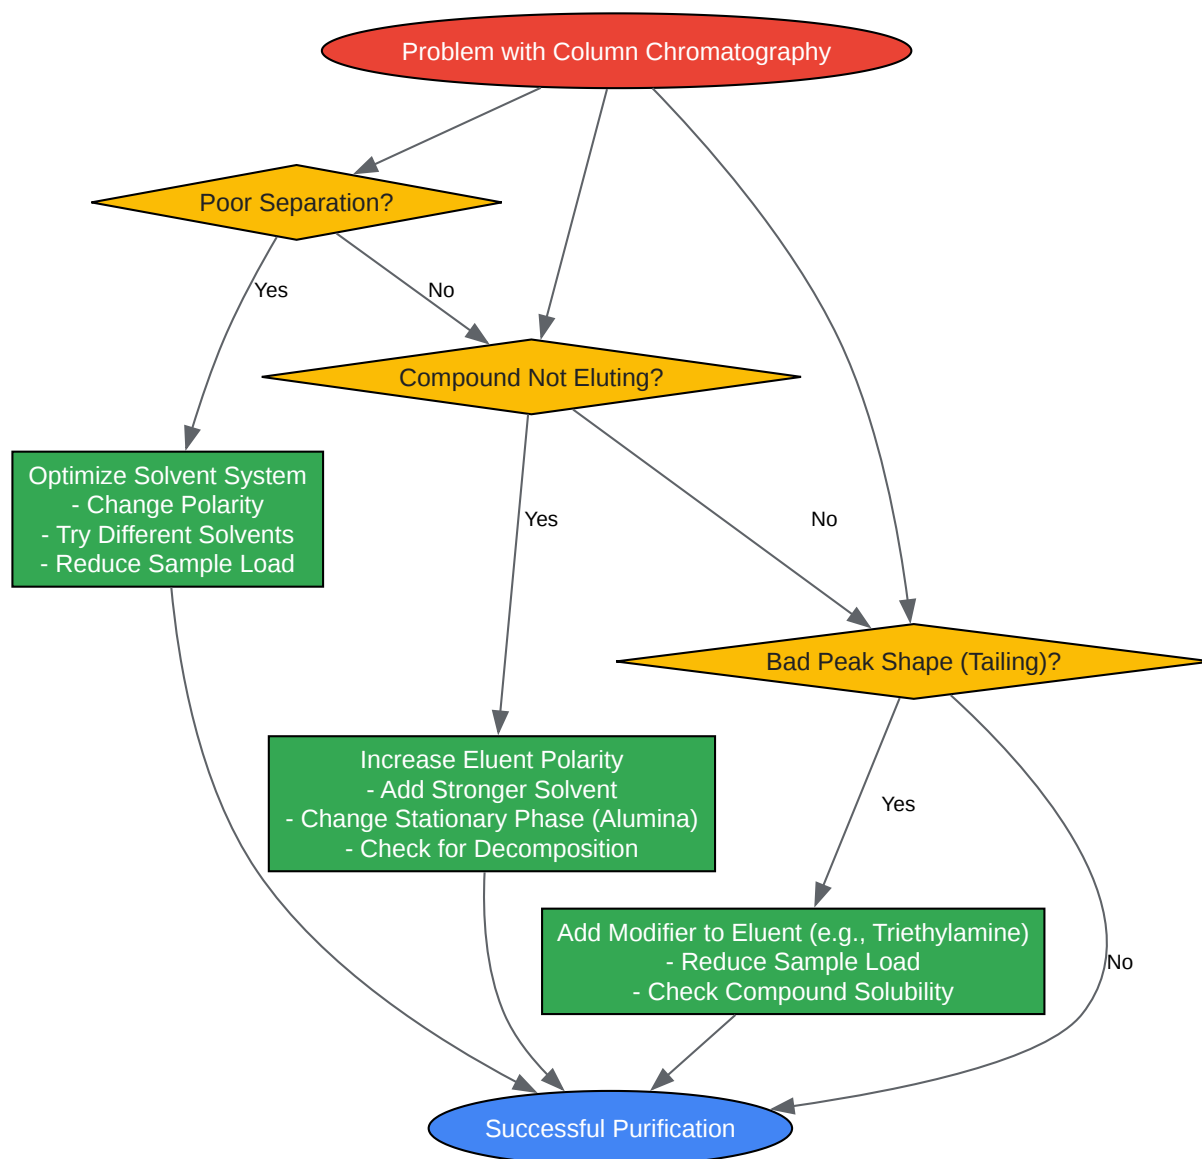 Problem with Column Chromatography
Poor Separation?
Yes
No
Compound Not Eluting?
Optimize Solvent System
- Change Polarity
- Try Different Solvents
- Reduce Sample Load
Yes
No
Bad Peak Shape (Tailing)?
Increase Eluent Polarity
- Add Stronger Solvent
- Change Stationary Phase (Alumina)
- Check for Decomposition
Yes
Add Modifier to Eluent (e.g., Triethylamine)
- Reduce Sample Load
- Check Compound Solubility
No
Successful Purification